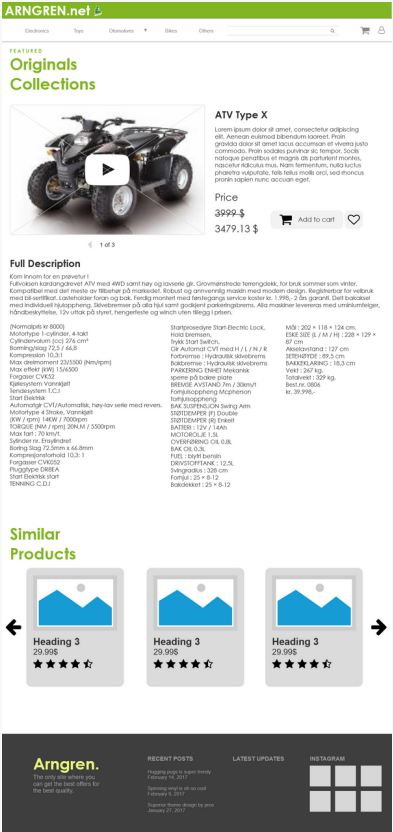 ARNGREN.net
Electronics Toys Otomotives Bikes Others
FEATURED
Originals
Collections
ATV Type X
Lorem ipsum dolor sit amet, consectetur adipiscing
elit. Aenean euismod bibendum laoreet. Proin
gravida dolor sit amet lacus accumsan et viverra justo
commodo. Proin sodales pulvinar sic tempor. Sociis
natoque penatibus et magnis dis parturient montes,
nascetur ridiculus mus. Nam fermentum, nulla luctus
pharetra vulputate, felis tellus mollis orci, sed rhoncus
pronin sapien nunc accuan eget.
Price
3999 $
3479.13 $
Add to cart
1 of 3
Full Description
Kom innom for en prøvetur !
Fullvoksen kardangdrevet ATV med 4WD samt høy og lavserie gir. Grovmønstrede terrengdekk, for bruk sommer som vinter.
Kompatibel med det meste av tilbehør på markedet. Robust og annvennlig maskin med modern design. Registrerbar for veibruk
med bil-sertifikat. Lasteholder foran og bak. Ferdig montert med førstegangs service koster kr. 1.998,- 2 års garanti. Delt bakaksel
med individuell hjuloppheng. Skivebremser på alle hjul samt godkjent parkeringsbrems. Alle maskiner leveres med uminiumfelger,
håndbeskyttelse, 12v uttak på styret, hengerfeste og winch uten tillegg i prisen.
(Normalpris kr 8000)
Motortype 1-cylinder, 4-takt
Cylindervolum (cc) 276 cm³
Borning/slag 72,5 / 66,8
Kompresjon 10,3:1
Max dreimoment 23/5500 (Nm/rpm)
Max effekt (kW) 15/6500
Forgasser CVK32
Kjølesystem Vannkjølt
Tendesystem T.C.I
Start Elektrisk
Automatgir CVT/Automatisk, høy-lav serie med revers.
Motortype 4 Stroke, Vannkjølt
(KW / rpm) 14KW / 7000rpm
TORQUE (NM / rpm) 20N.M / 5500rpm
Max fart : 70 km/t.
Sylinder nr. Ensylindret
Boring Slag 72.5mm x 66.8mm
Kompresjonsforhold 10,3: 1
Forgasser CVK032
Pluggtype DR8EA
Start Elektrisk start
TENNING C.D.I
Startprosedyre Start-Electric Lock,
Hold bremsen,
Trykk Start Switch.
Gir Automat CVT med H / L / N / R
Forbremse : Hydraulisk skivebrems
Bakbremse : Hydraulisk skivebrems
PARKERING ENHET Mekanisk
sperre på bakre plate
BREMSE AVSTAND 7m / 30km/t
Forhjulsoppheng Mcpherson
forhjulsoppheng
BAK SUSPENSJON Swing Arm
STØTDEMPER (F) Double
STØTDEMPER (R) Enkelt
BATTERI : 12V / 14Ah
MOTOROLJE 1,5L
OVERFØRING OIL 0,8L
BAK OIL 0,3L
FUEL : blyfri bensin
DRIVSTOFFTANK : 12,5L
Svingradius : 328 cm
Forhjul : 25 × 8-12
Bakdekket : 25 × 8-12
Mål : 202 × 118 × 124 cm.
ESKE SIZE (L / M / H) : 228 × 129 ×
87 cm
Akselavstand : 127 cm
SETEHØYDE : 89,5 cm
BAKKEKLARING : 18,3 cm
Vekt : 267 kg.
Totalvekt : 329 kg.
Best.nr. 0806
kr. 39.998,-
Similar
Products
Heading 3
29.99$
Heading 3
29.99$
Heading 3
29.99$
Arngren.
The only site where you
can get the best offers for
the best quality.
RECENT POSTS
Hugging pugs is super trendy
February 14, 2017
Spinning vinyl is oh so cool
February 9, 2017
Superior theme design by pros
January 27, 2017
LATEST UPDATES
INSTAGRAM